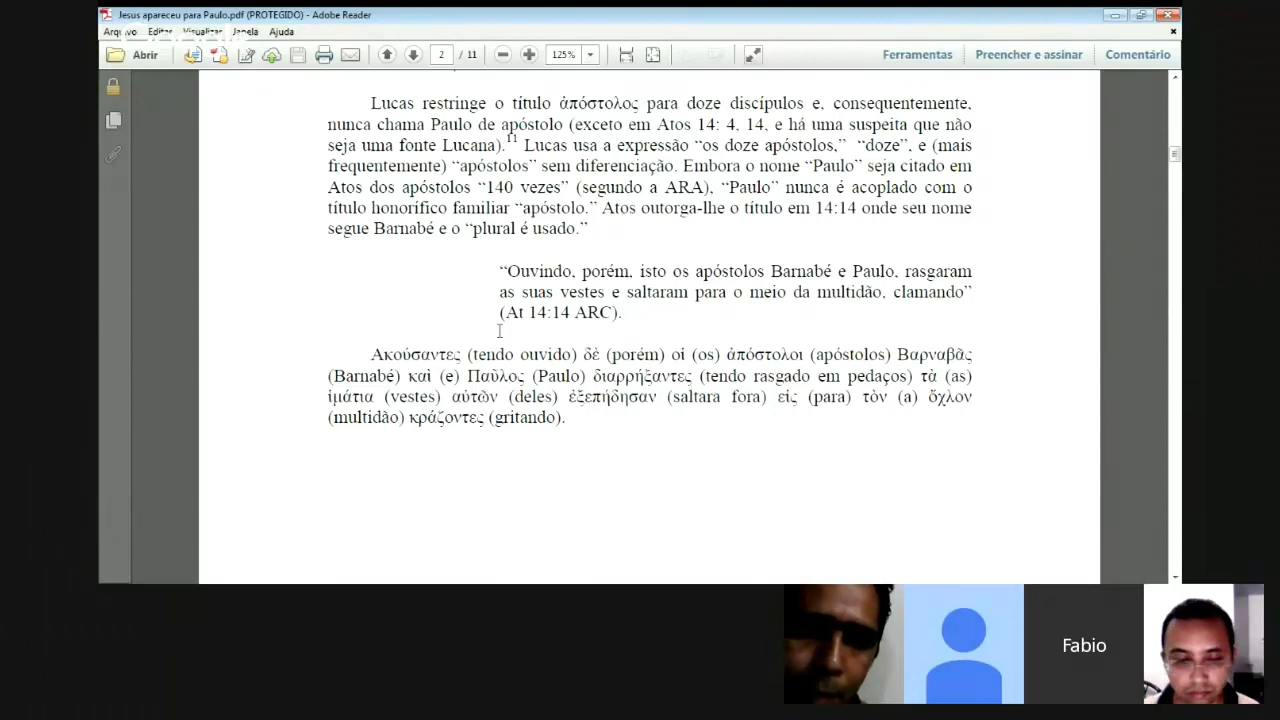 Jesus apareceu para Paulo.pdf (PROTEGIDO) - Adobe Reader
Editar Visualizar Janela Ajuda
Abrir 2 / 11 125% Ferramentas Preencher e assinar Comentário
Lucas restringe o título ἀπόστολος para doze discípulos e, consequentemente,
nunca chama Paulo de apóstolo (exceto em Atos 14: 4, 14, e há uma suspeita que não
seja uma fonte Lucana).11 Lucas usa a expressão “os doze apóstolos,” “doze”, e (mais
frequentemente) “apóstolos” sem diferenciação. Embora o nome “Paulo” seja citado em
Atos dos apóstolos “140 vezes” (segundo a ARA), “Paulo” nunca é acoplado com o
título honorífico familiar “apóstolo.” Atos outorga-lhe o título em 14:14 onde seu nome
segue Barnabé e o “plural é usado.”
“Ouvindo, porém, isto os apóstolos Barnabé e Paulo, rasgaram
as suas vestes e saltaram para o meio da multidão, clamando”
(At 14:14 ARC).
Ακούσαντες (tendo ouvido) δὲ (porém) οἱ (os) ἀπόστολοι (apóstolos) Βαρναβᾶς
(Barnabé) καὶ (e) Παῦλος (Paulo) διαρρήξαντες (tendo rasgado em pedaços) τὰ (as)
ἱμάτια (vestes) αὐτῶν (deles) ἐξεπήδησαν (saltara fora) εἰς (para) τὸν (a) ὄχλον
(multidão) κράζοντες (gritando).
Fabio